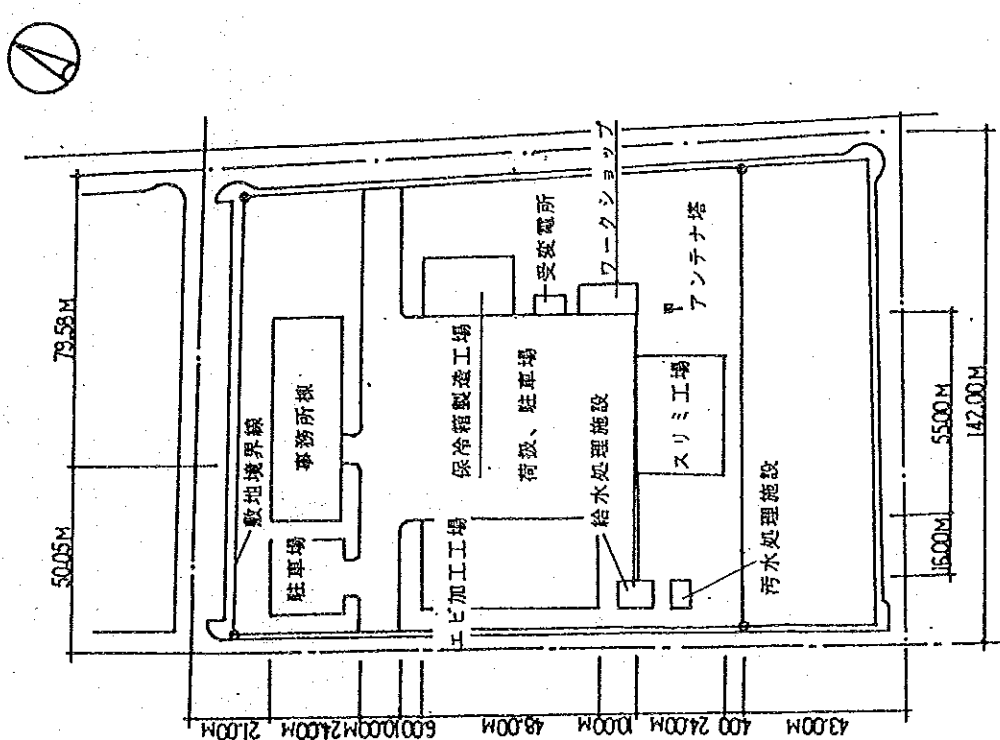 79.58M
50.05M
敷地境界線
事務所棟
駐車場
保冷箱製造工場
荷扱、駐車場
受変電所
ワークショップ
アンテナ塔
エビ加工工場
給水処理施設
スリミ工場
汚水処理施設
16.00M
55.00M
142.00M
21.00M
24.00M
10.00M
6.00
48.00M
10.00M
24.00M
4.00
43.00M